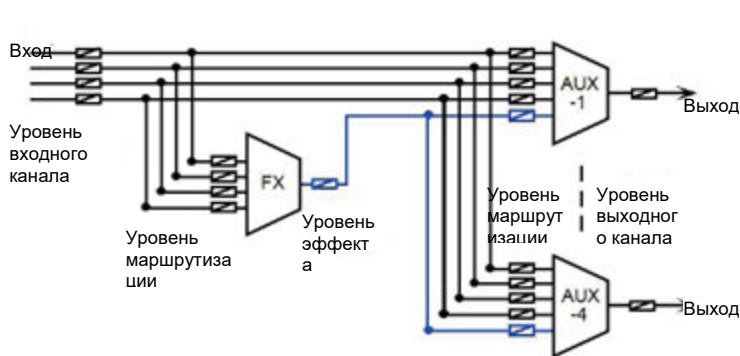 Вход
AUX
-1
Выход
Уровень
входного
канала
FX
Уровень
маршрутиза
ции
Уровень
эффект
а
Уровень
маршрут
изации
Уровень
выходног
о канала
AUX
-4
Выход